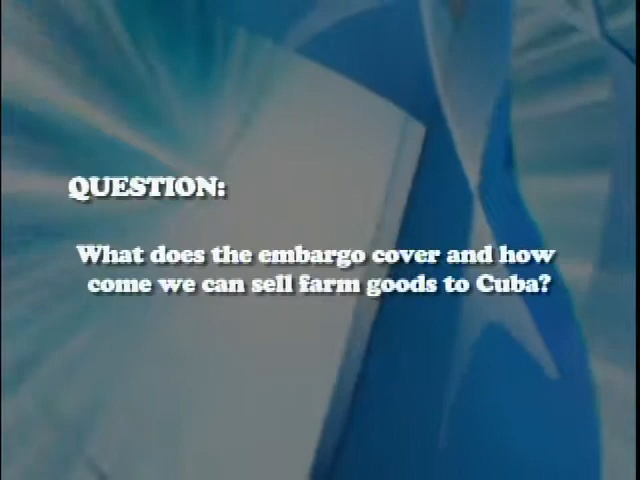 QUESTION:
What does the embargo cover and how
come we can sell farm goods to Cuba?